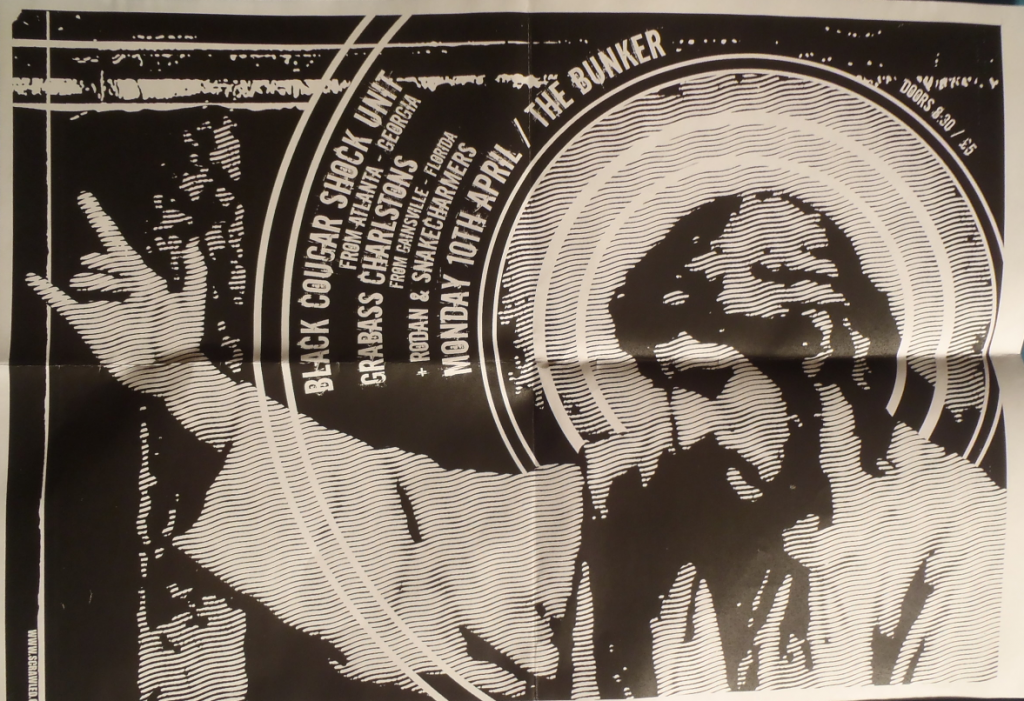 BLACK COUGAR SHOCK UNIT
FROM ATLANTA - GEORGIA
GRABASS CHARLSTONS
FROM GAINSVILLE - FLORIDA
+ RODAN & SNAKECHARMERS
MONDAY 10TH APRIL / THE BUNKER
DOORS 8.30 / £5